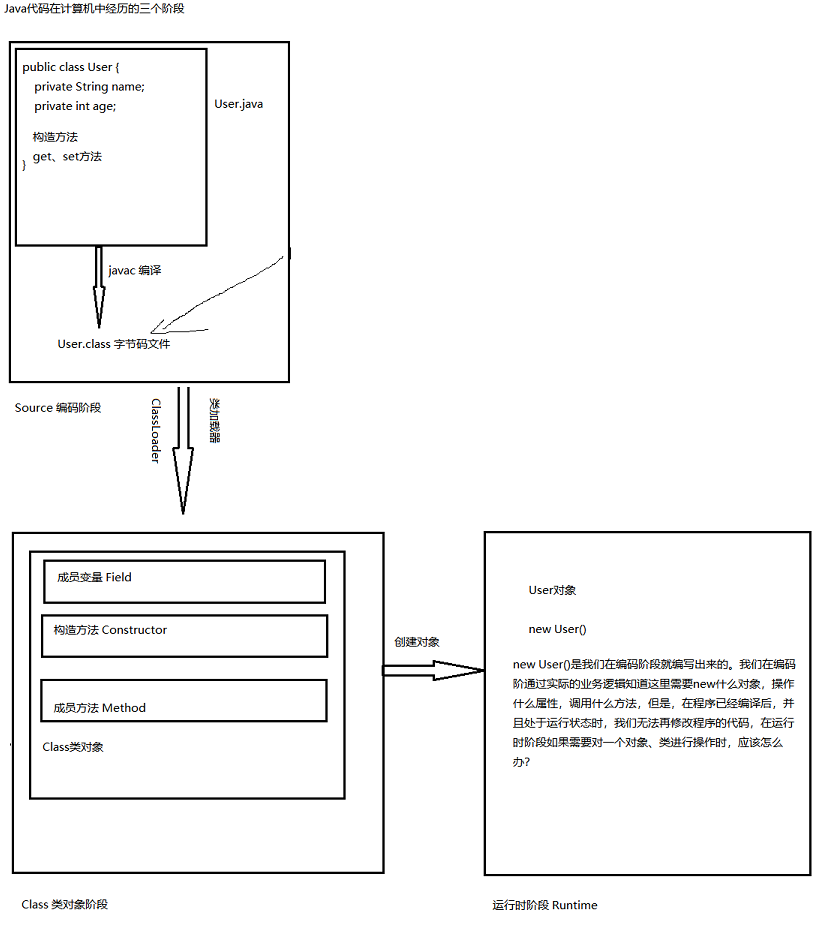 Java代码在计算机中经历的三个阶段
public class User {
private String name;
private int age;
构造方法
get、set方法
}
User.java
javac 编译
User.class 字节码文件
Source 编码阶段
ClassLoader
类加载器
成员变量 Field
构造方法 Constructor
成员方法 Method
Class类对象
Class 类对象阶段
创建对象
User对象
new User()
new User()是我们在编码阶段就编写出来的。我们在编码
阶通过实际的业务逻辑知道这里需要new什么对象，操作
什么属性，调用什么方法，但是，在程序已经编译后，并
且处于运行状态时，我们无法再修改程序的代码，在运行
时阶段如果需要对一个对象、类进行操作时，应该怎么
办？
运行时阶段 Runtime